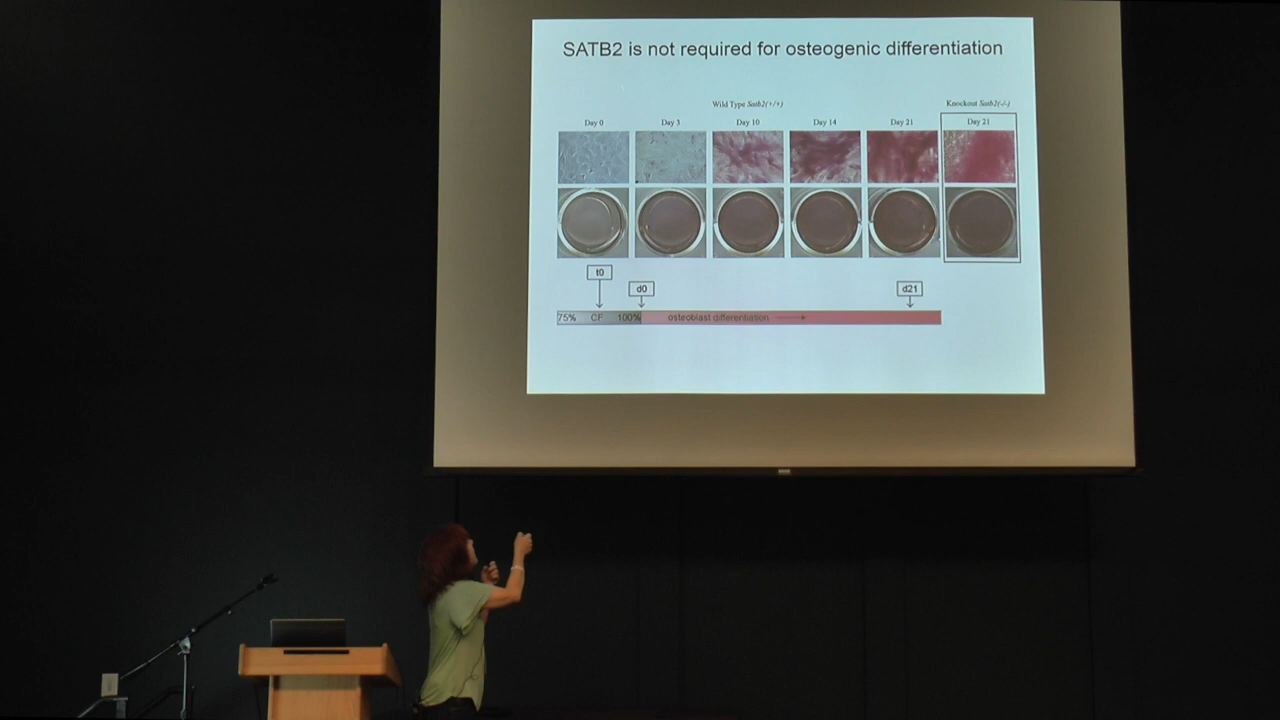 SATB2 is not required for osteogenic differentiation
Wild Type Satb2(+/+)
Knockout Satb2(-/-)
Day 0 Day 3 Day 10 Day 14 Day 21 Day 21
t0
d0
d21
75% CF 100% osteoblast differentiation